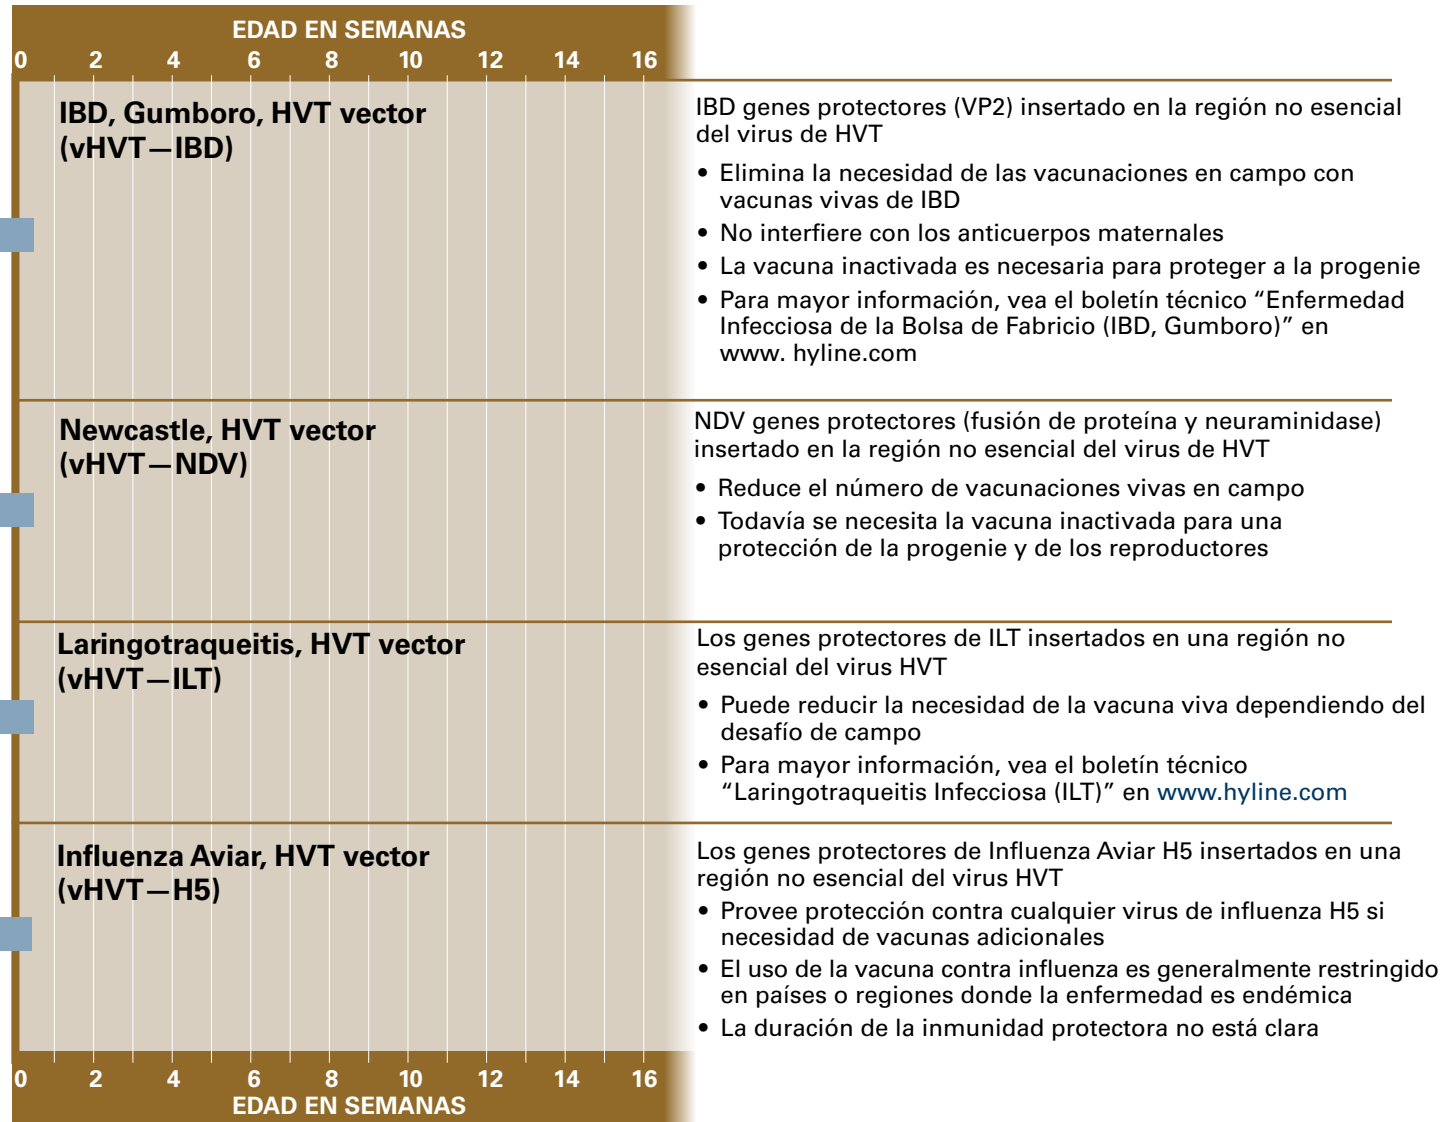 EDAD EN SEMANAS
0 2 4 6 8 10 12 14 16
IBD, Gumboro, HVT vector
(vHVT—IBD)
IBD genes protectores (VP2) insertado en la región no esencial
del virus de HVT
• Elimina la necesidad de las vacunaciones en campo con
vacunas vivas de IBD
• No interfiere con los anticuerpos maternales
• La vacuna inactivada es necesaria para proteger a la progenie
• Para mayor información, vea el boletín técnico “Enfermedad
Infecciosa de la Bolsa de Fabricio (IBD, Gumboro)” en
www. hyline.com
Newcastle, HVT vector
(vHVT—NDV)
NDV genes protectores (fusión de proteína y neuraminidase)
insertado en la región no esencial del virus de HVT
• Reduce el número de vacunaciones vivas en campo
• Todavía se necesita la vacuna inactivada para una
protección de la progenie y de los reproductores
Laringotraqueitis, HVT vector
(vHVT—ILT)
Los genes protectores de ILT insertados en una región no
esencial del virus HVT
• Puede reducir la necesidad de la vacuna viva dependiendo del
desafío de campo
• Para mayor información, vea el boletín técnico
“Laringotraqueitis Infecciosa (ILT)” en www.hyline.com
Influenza Aviar, HVT vector
(vHVT—H5)
Los genes protectores de Influenza Aviar H5 insertados en una
región no esencial del virus HVT
• Provee protección contra cualquier virus de influenza H5 si
necesidad de vacunas adicionales
• El uso de la vacuna contra influenza es generalmente restringido
en países o regiones donde la enfermedad es endémica
• La duración de la inmunidad protectora no está clara
0 2 4 6 8 10 12 14 16
EDAD EN SEMANAS